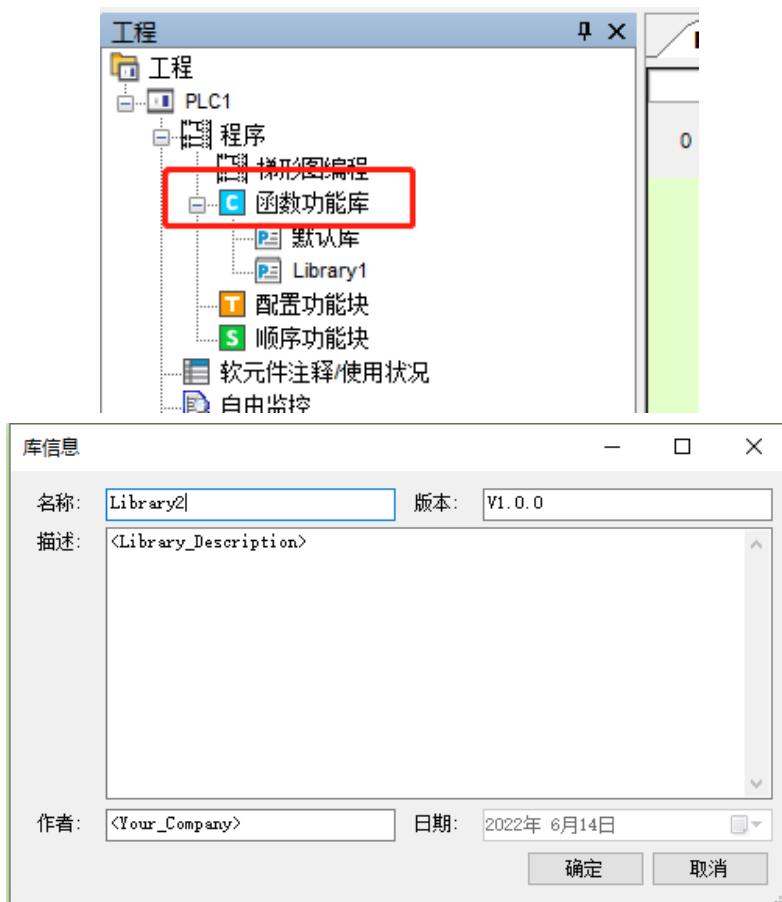 工程
工程
PLC1
程序
0
梯形图编程
C 函数功能库
默认库
Library1
T 配置功能块
S 顺序功能块
软元件注释/使用状况
自由监控
库信息
名称: Library2 版本: V1.0.0
描述: <Library_Description>
作者: <Your_Company> 日期: 2022年 6月14日
确定 取消